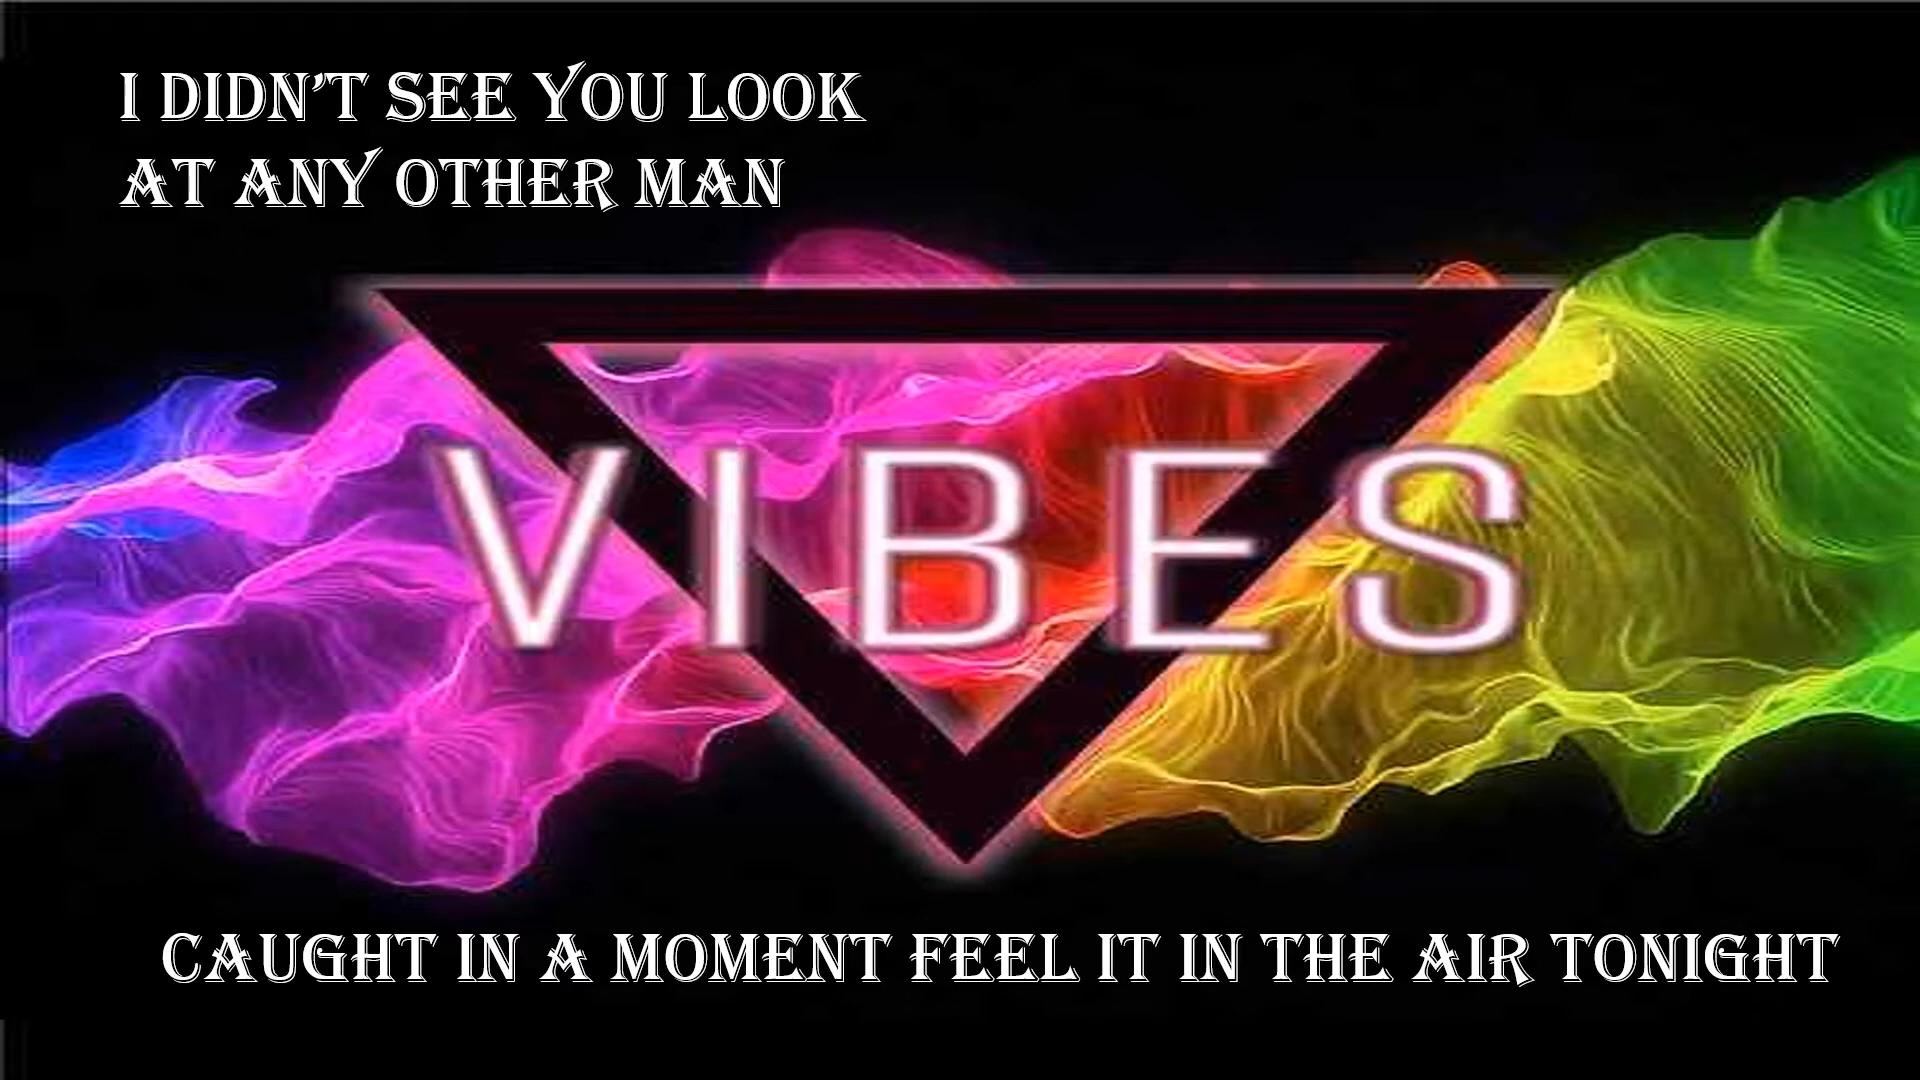 I DIDN'T SEE YOU LOOK
AT ANY OTHER MAN
VIBES
CAUGHT IN A MOMENT FEEL IT IN THE AIR TONIGHT